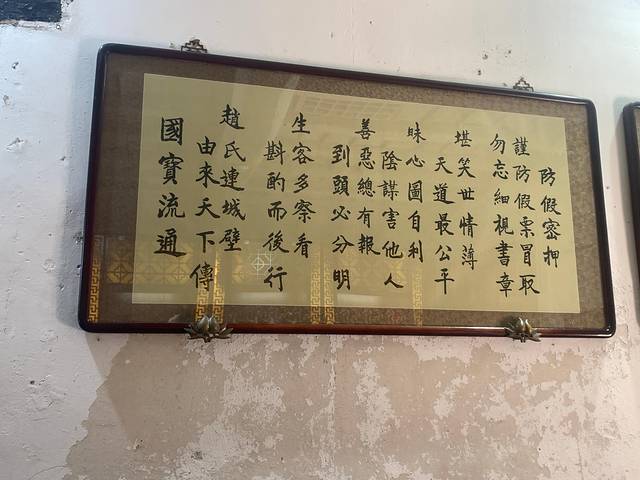 防假密押
謹防假票冒取
勿忘細視書章
堪笑世情薄
天道最公平
昧心圖自利
陰謀害他人
善惡總有報
到頭必分明
生客多察看
斟酌而後行
趙氏連城壁
由來天下傳
國寶流通